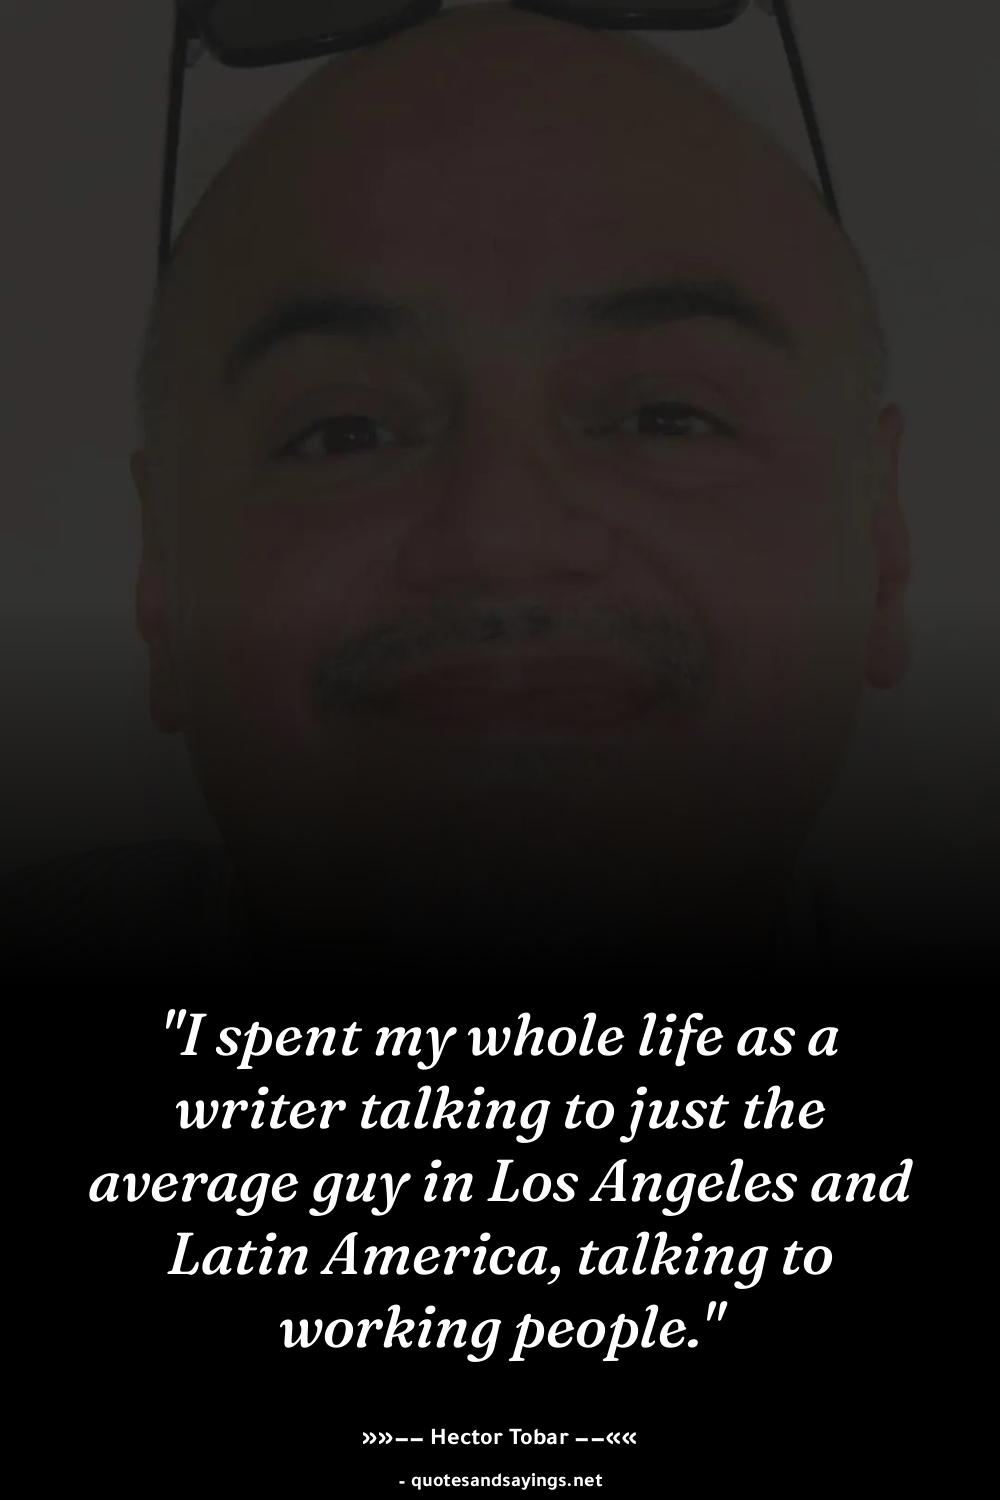 "I spent my whole life as a
writer talking to just the
average guy in Los Angeles and
Latin America, talking to
working people."
»»−− Hector Tobar −−««
- quotesandsayings.net